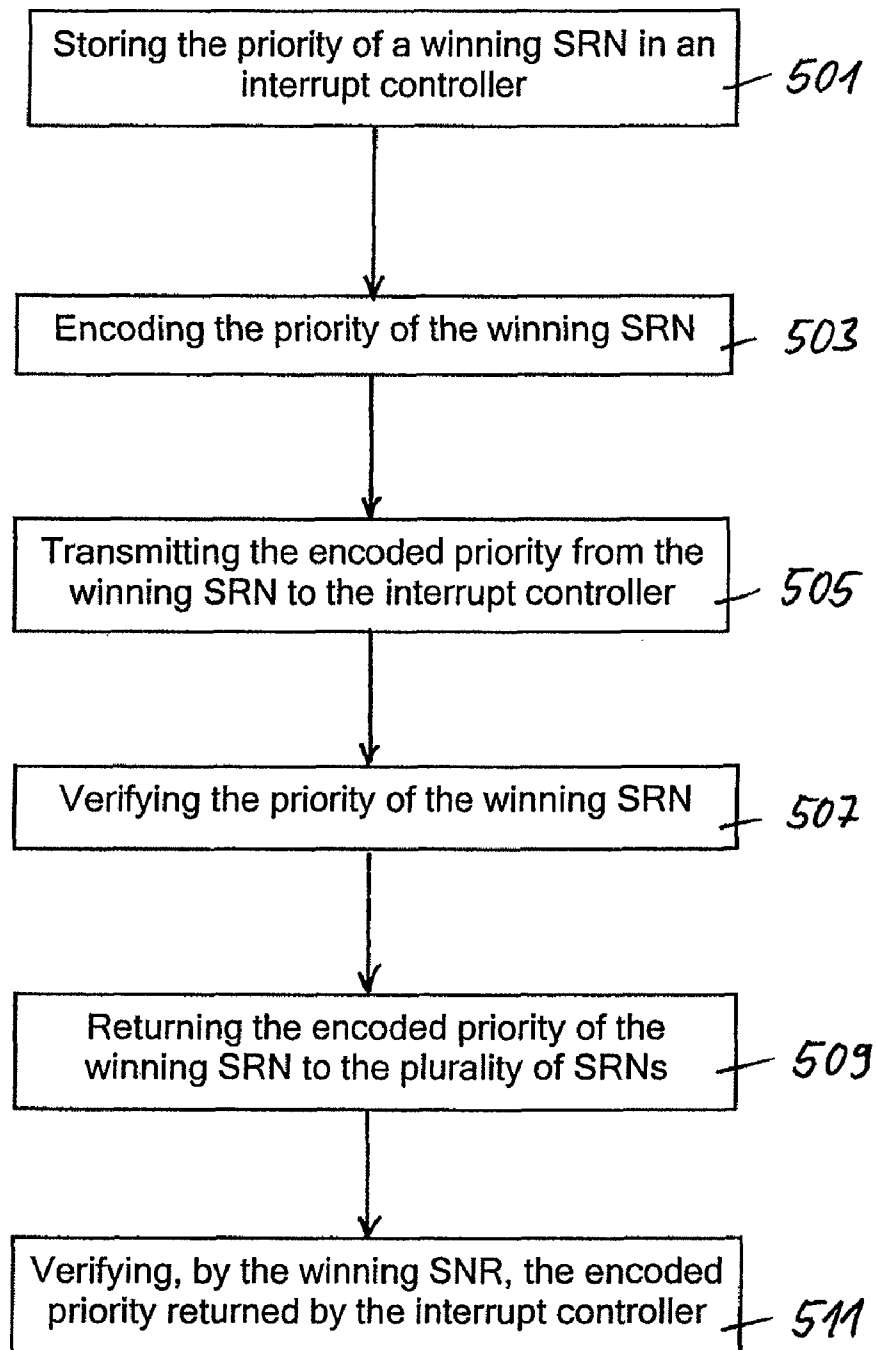 Storing the priority of a winning SRN in an
interrupt controller
501
Encoding the priority of the winning SRN
503
Transmitting the encoded priority from the
winning SRN to the interrupt controller
505
Verifying the priority of the winning SRN
507
Returning the encoded priority of the
winning SRN to the plurality of SRNs
509
Verifying, by the winning SNR, the encoded
priority returned by the interrupt controller
511